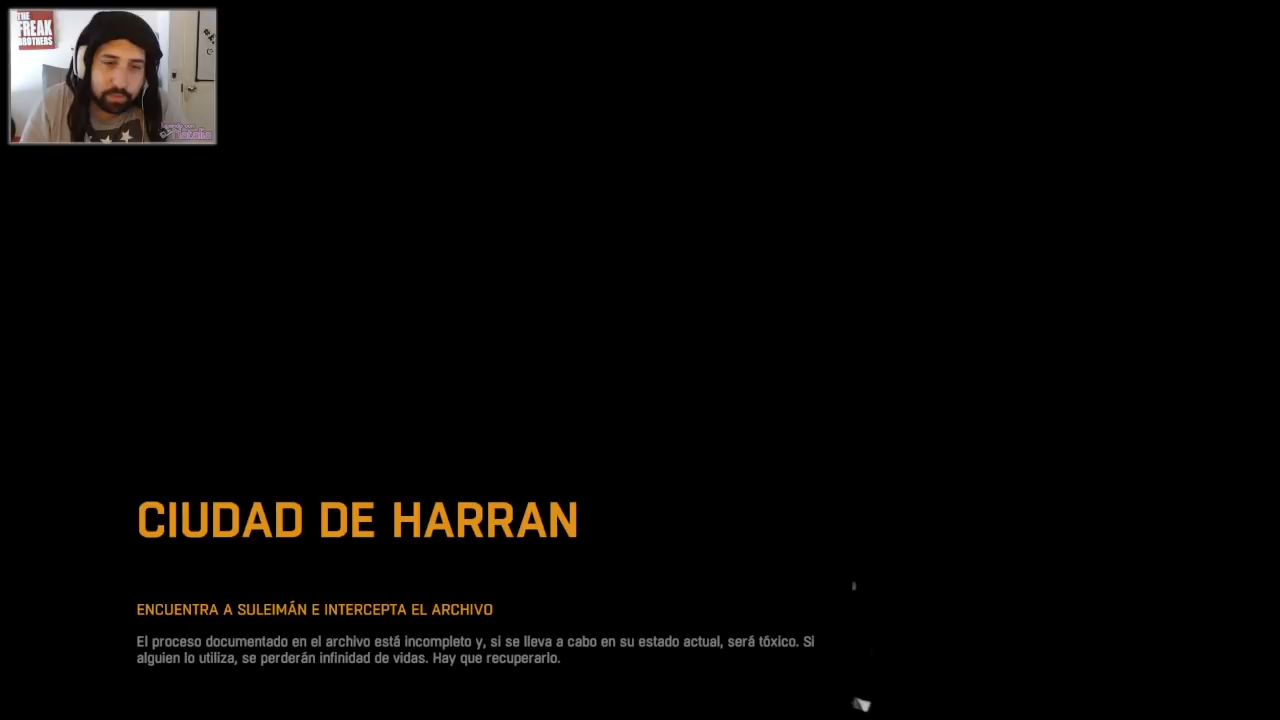 THE
FREAK
BROTHERS
CIUDAD DE HARRAN
ENCUENTRA A SULEIMÁN E INTERCEPTA EL ARCHIVO
El proceso documentado en el archivo está incompleto y, si se lleva a cabo en su estado actual, será tóxico. Si
alguien lo utiliza, se perderán infinidad de vidas. Hay que recuperarlo.